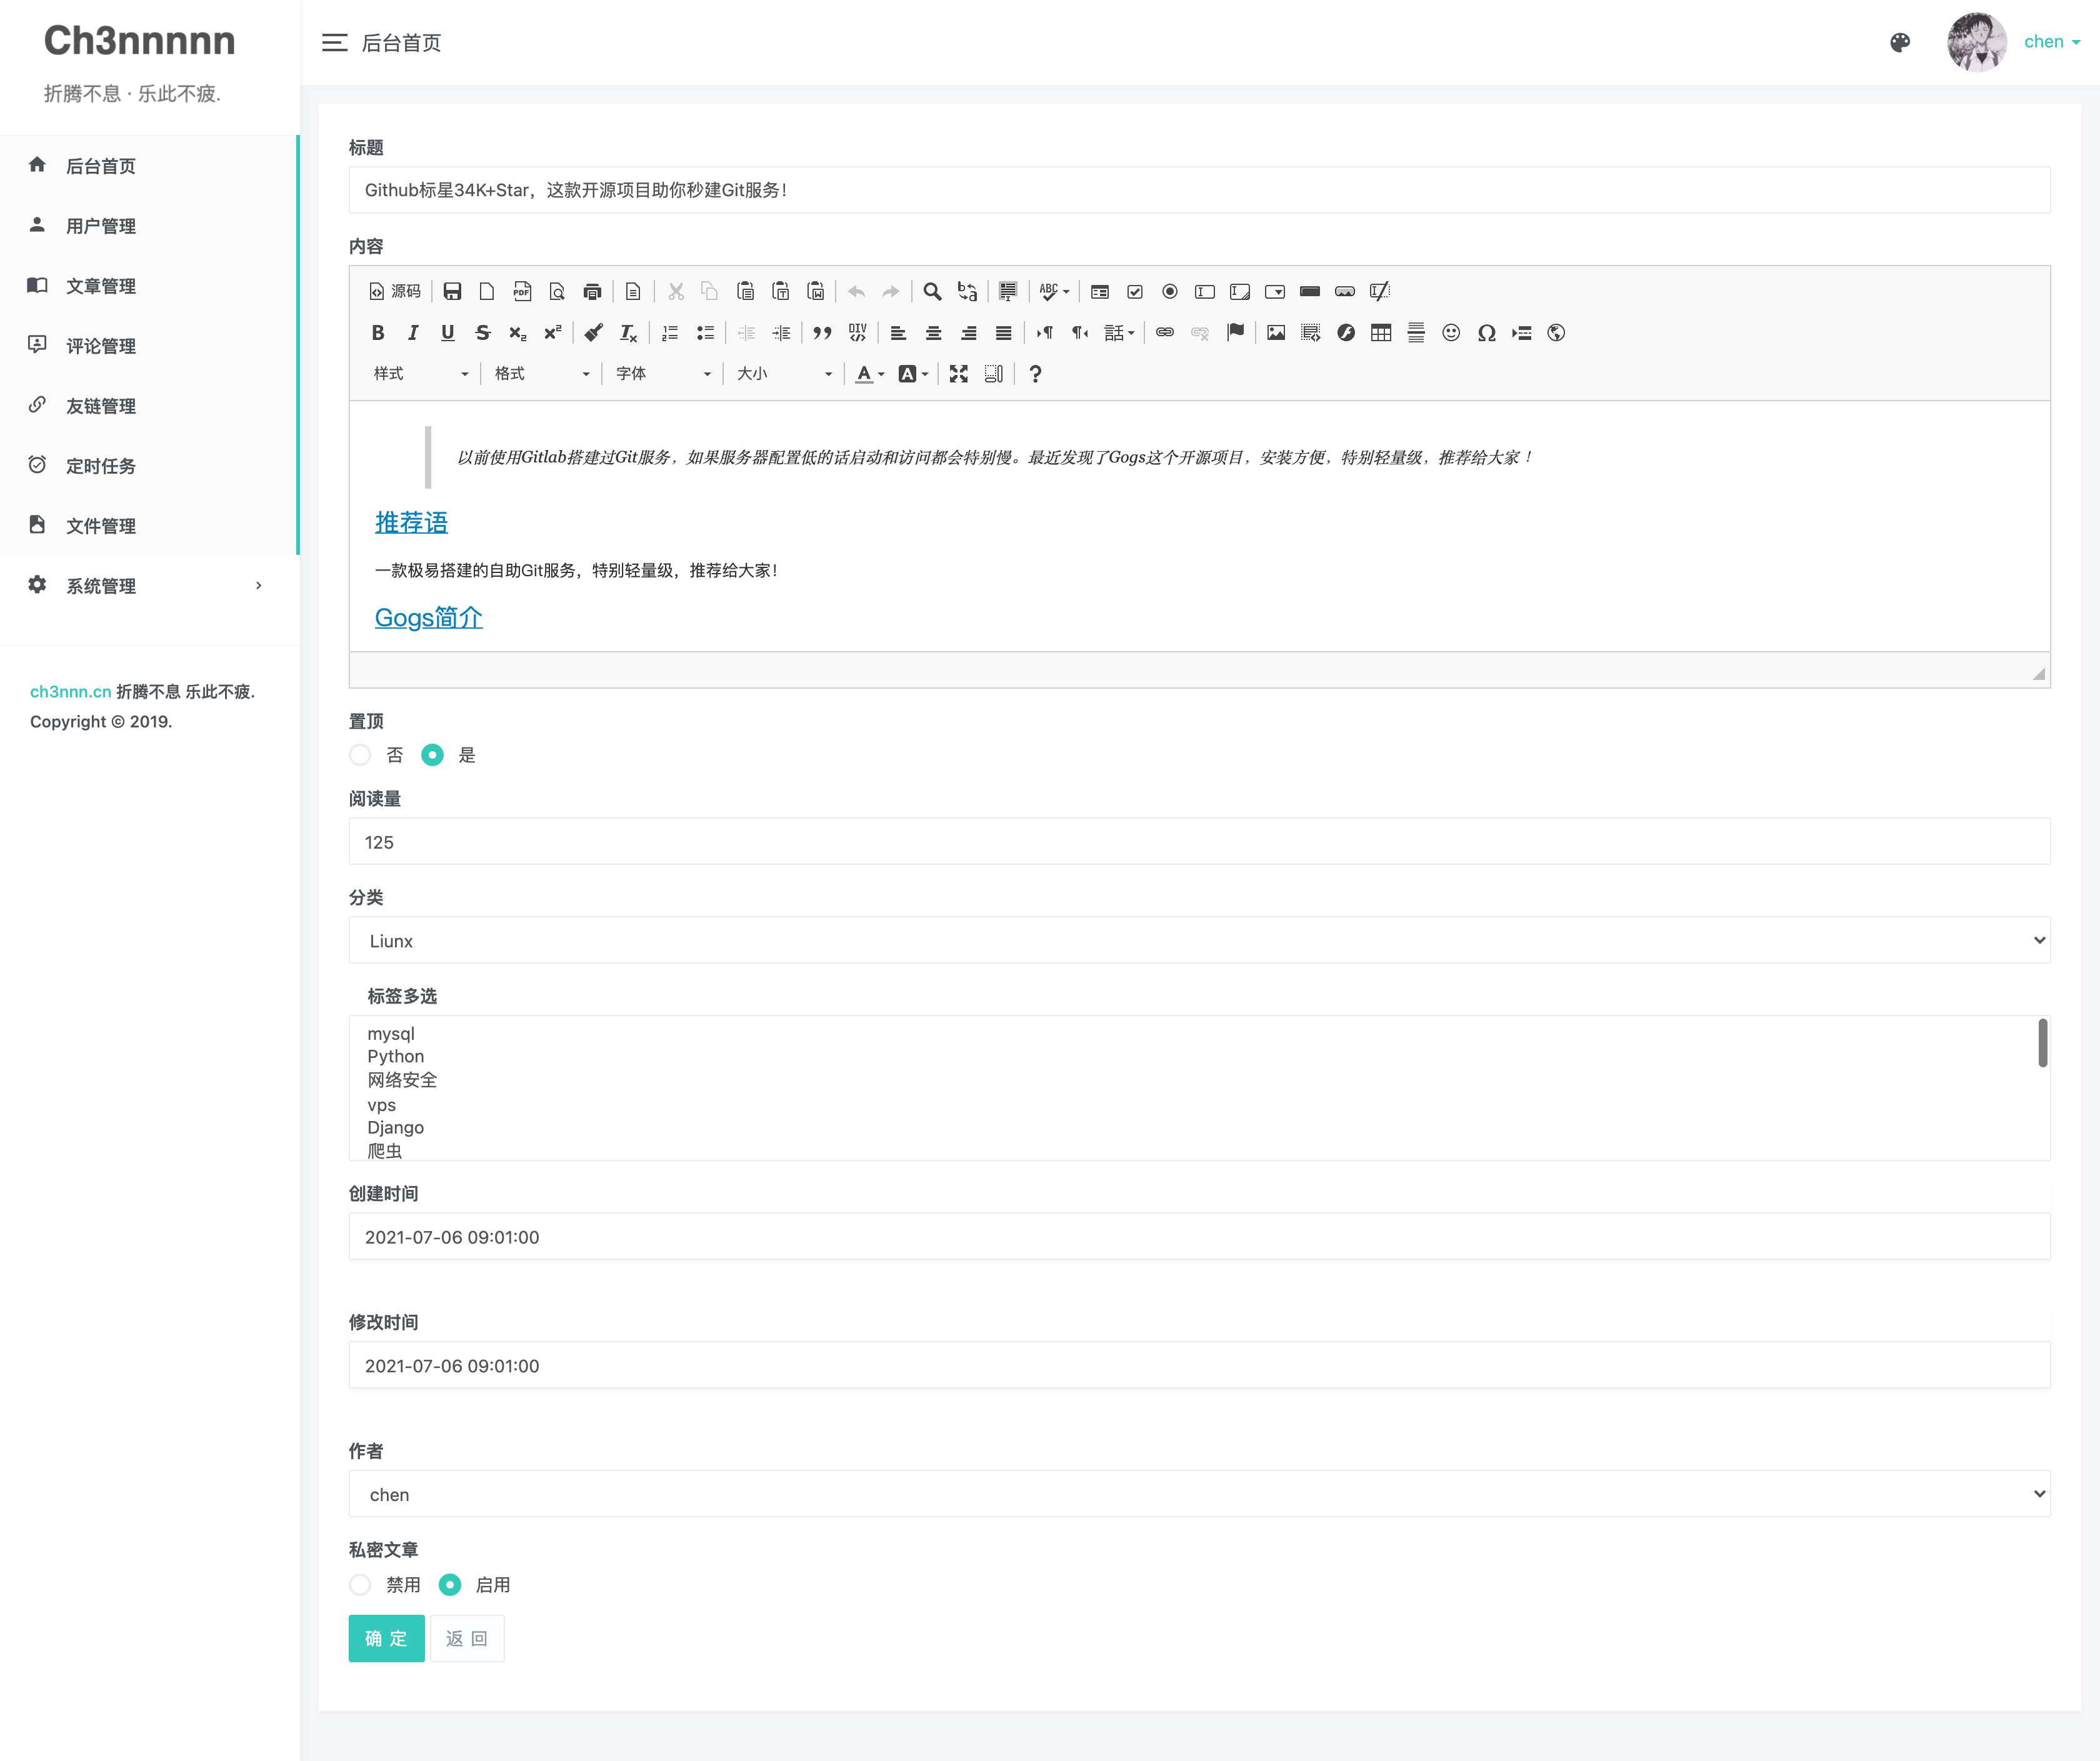 Ch3nnnnn
折腾不息 · 乐此不疲.
后台首页
用户管理
文章管理
评论管理
友链管理
定时任务
文件管理
系统管理
ch3nnn.cn 折腾不息 乐此不疲.
Copyright © 2019.
后台首页
chen
标题
Github标星34K+Star，这款开源项目助你秒建Git服务！
内容
源码
样式 格式 字体 大小
以前使用Gitlab搭建过Git服务，如果服务器配置低的话启动和访问都会特别慢。最近发现了Gogs这个开源项目，安装方便，特别轻量级，推荐给大家！
推荐语
一款极易搭建的自助Git服务，特别轻量级，推荐给大家！
Gogs简介
置顶
否 是
阅读量
125
分类
Liunx
标签多选
mysql
Python
网络安全
vps
Django
爬虫
创建时间
2021-07-06 09:01:00
修改时间
2021-07-06 09:01:00
作者
chen
私密文章
禁用 启用
确 定 返 回